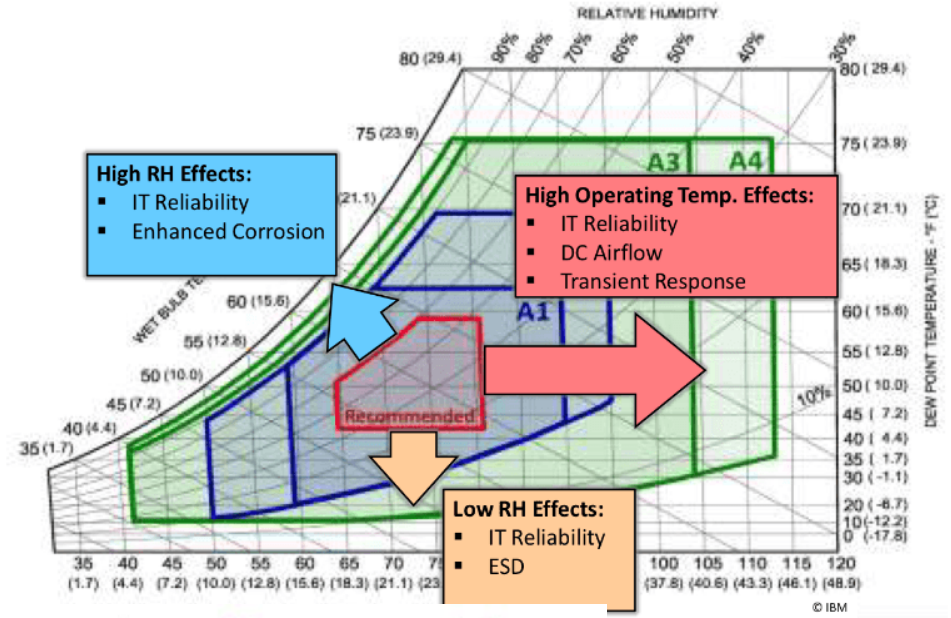 RELATIVE HUMIDITY
90%
80%
70%
60%
50%
40%
30%
80 (29.4)
80 (29.4)
75 (23.9)
75 (23.9)
A3
A4
High RH Effects:
▪ IT Reliability
▪ Enhanced Corrosion
High Operating Temp. Effects:
▪ IT Reliability
▪ DC Airflow
▪ Transient Response
21.1)
70 (21.1)
65 (18.3)
WET BULB TE
60 (15.6)
60 (15.6)
A1
55 (12.8)
55 (12.8)
50 (10.0)
50 (10.0)
10%
45 (7.2)
45 (7.2)
Recommended
40 (4.4)
40 (4.4)
35 (1.7)
35 (1.7)
30 (-1.1)
20 (-6.7)
10 (-12.2)
0 (-17.8)
DEW POINT TEMPERATURE - °F (°C)
Low RH Effects:
▪ IT Reliability
▪ ESD
35 40 45 50 55 60 65 70 75 100 105 110 115 120
(1.7) (4.4) (7.2) (10.0) (12.8) (15.6) (18.3) (21.1) (23 (37.8) (40.6) (43.3) (46.1) (48.9)
© IBM